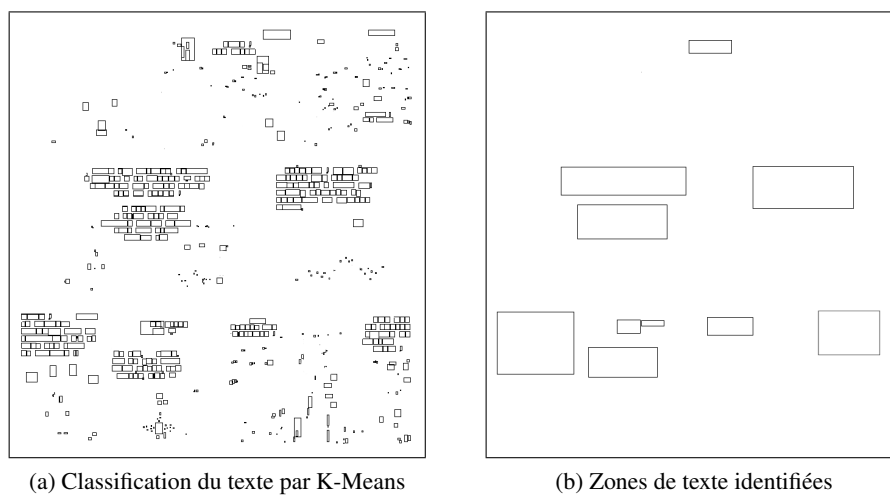 (a) Classification du texte par K-Means
(b) Zones de texte identifiées